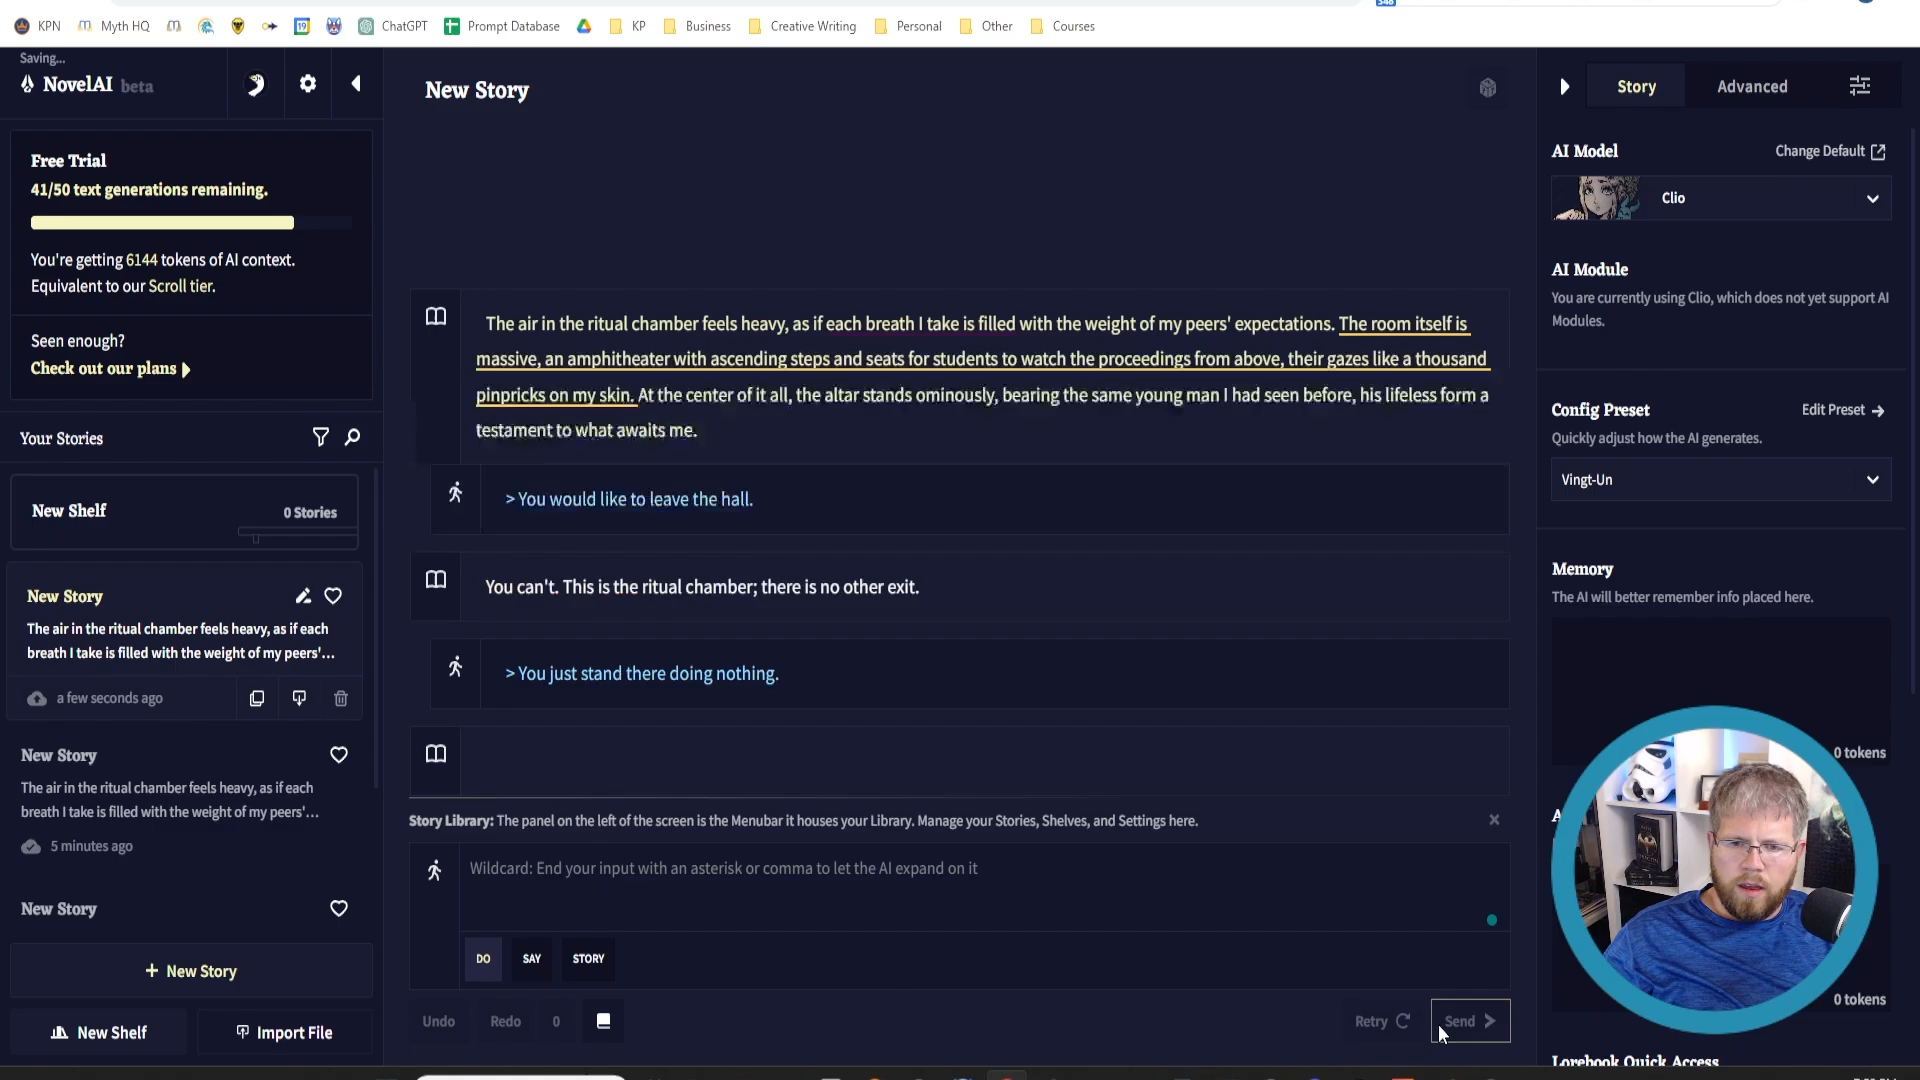 KPN
Myth HQ
19
ChatGPT
Prompt Database
KP
Business
Creative Writing
Personal
Other
Courses
Saving...
NovelAI beta
New Story
Story
Advanced
Free Trial
41/50 text generations remaining.
You're getting 6144 tokens of AI context.
Equivalent to our Scroll tier.
Seen enough?
Check out our plans
Your Stories
New Shelf
0 Stories
New Story
The air in the ritual chamber feels heavy, as if each
breath I take is filled with the weight of my peers'...
a few seconds ago
New Story
The air in the ritual chamber feels heavy, as if each
breath I take is filled with the weight of my peers'...
5 minutes ago
New Story
+ New Story
New Shelf
Import File
The air in the ritual chamber feels heavy, as if each breath I take is filled with the weight of my peers' expectations. The room itself is
massive, an amphitheater with ascending steps and seats for students to watch the proceedings from above, their gazes like a thousand
pinpricks on my skin. At the center of it all, the altar stands ominously, bearing the same young man I had seen before, his lifeless form a
testament to what awaits me.
> You would like to leave the hall.
You can't. This is the ritual chamber; there is no other exit.
> You just stand there doing nothing.
Story Library: The panel on the left of the screen is the Menubar it houses your Library. Manage your Stories, Shelves, and Settings here.
Wildcard: End your input with an asterisk or comma to let the AI expand on it
DO
SAY
STORY
Undo
Redo
0
Retry
Send
AI Model
Change Default
Clio
AI Module
You are currently using Clio, which does not yet support AI
Modules.
Config Preset
Edit Preset
Quickly adjust how the AI generates.
Vingt-Un
Memory
The AI will better remember info placed here.
0 tokens
0 tokens
Lorebook Quick Access